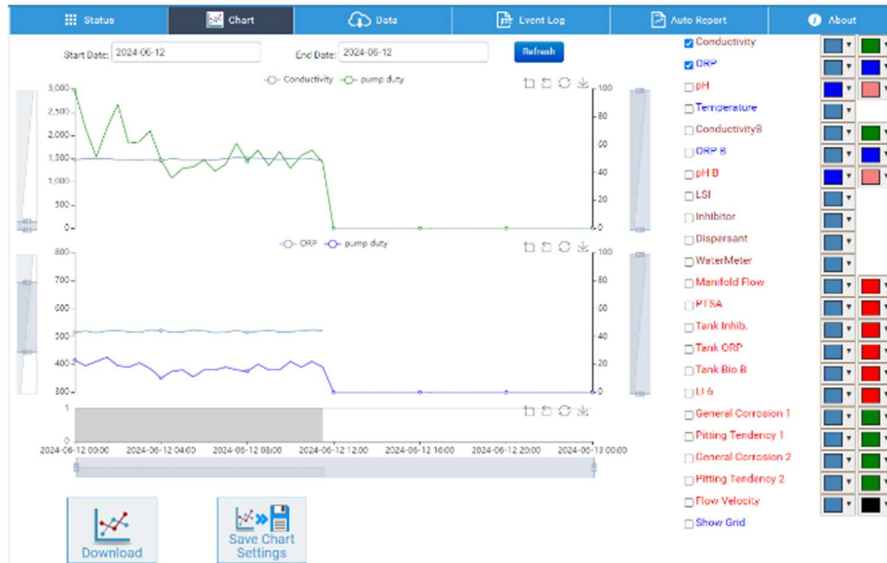 Status Chart Data Event Log Auto Report About
Start Date: 2024-06-12 End Date: 2024-06-12 Refresh
Conductivity pump duty
3,000
2,500
2,000
1,500
1,000
500
0
100
80
60
40
20
0
ORP pump duty
800
700
600
500
400
300
100
80
60
40
20
0
1
0
2024-06-12 00:00 2024-06-12 04:00 2024-06-12 08:00 2024-06-12 12:00 2024-06-12 16:00 2024-06-12 20:00 2024-06-13 00:00
Download
Save Chart
Settings
Conductivity
ORP
pH
Temperature
ConductivityB
ORP B
pH B
LSI
Inhibitor
Dispersant
WaterMeter
Manifold Flow
PTSA
Tank Inhib.
Tank ORP
Tank Bio B
LI 6
General Corrosion 1
Pitting Tendency 1
General Corrosion 2
Pitting Tendency 2
Flow Velocity
Show Grid